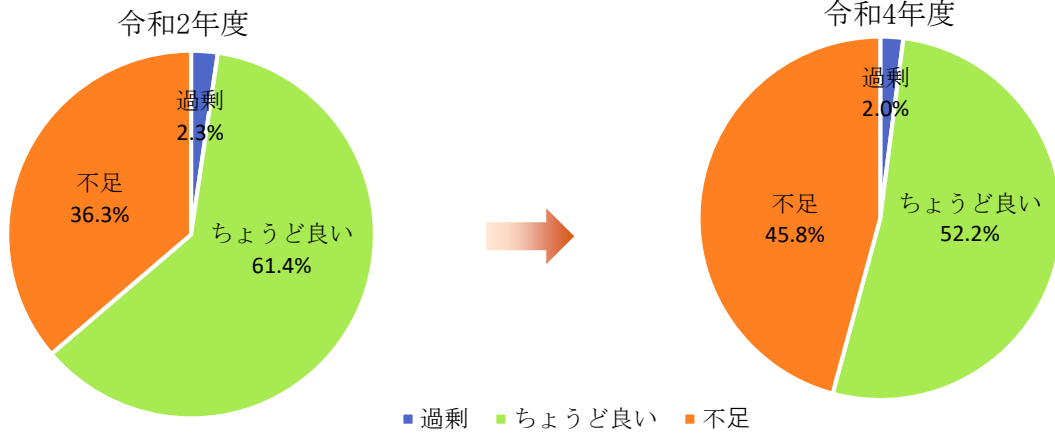 令和2年度
過剰
2.3%
不足
36.3%
ちょうど良い
61.4%
令和4年度
過剰
2.0%
不足
45.8%
ちょうど良い
52.2%
過剰 ちょうど良い 不足